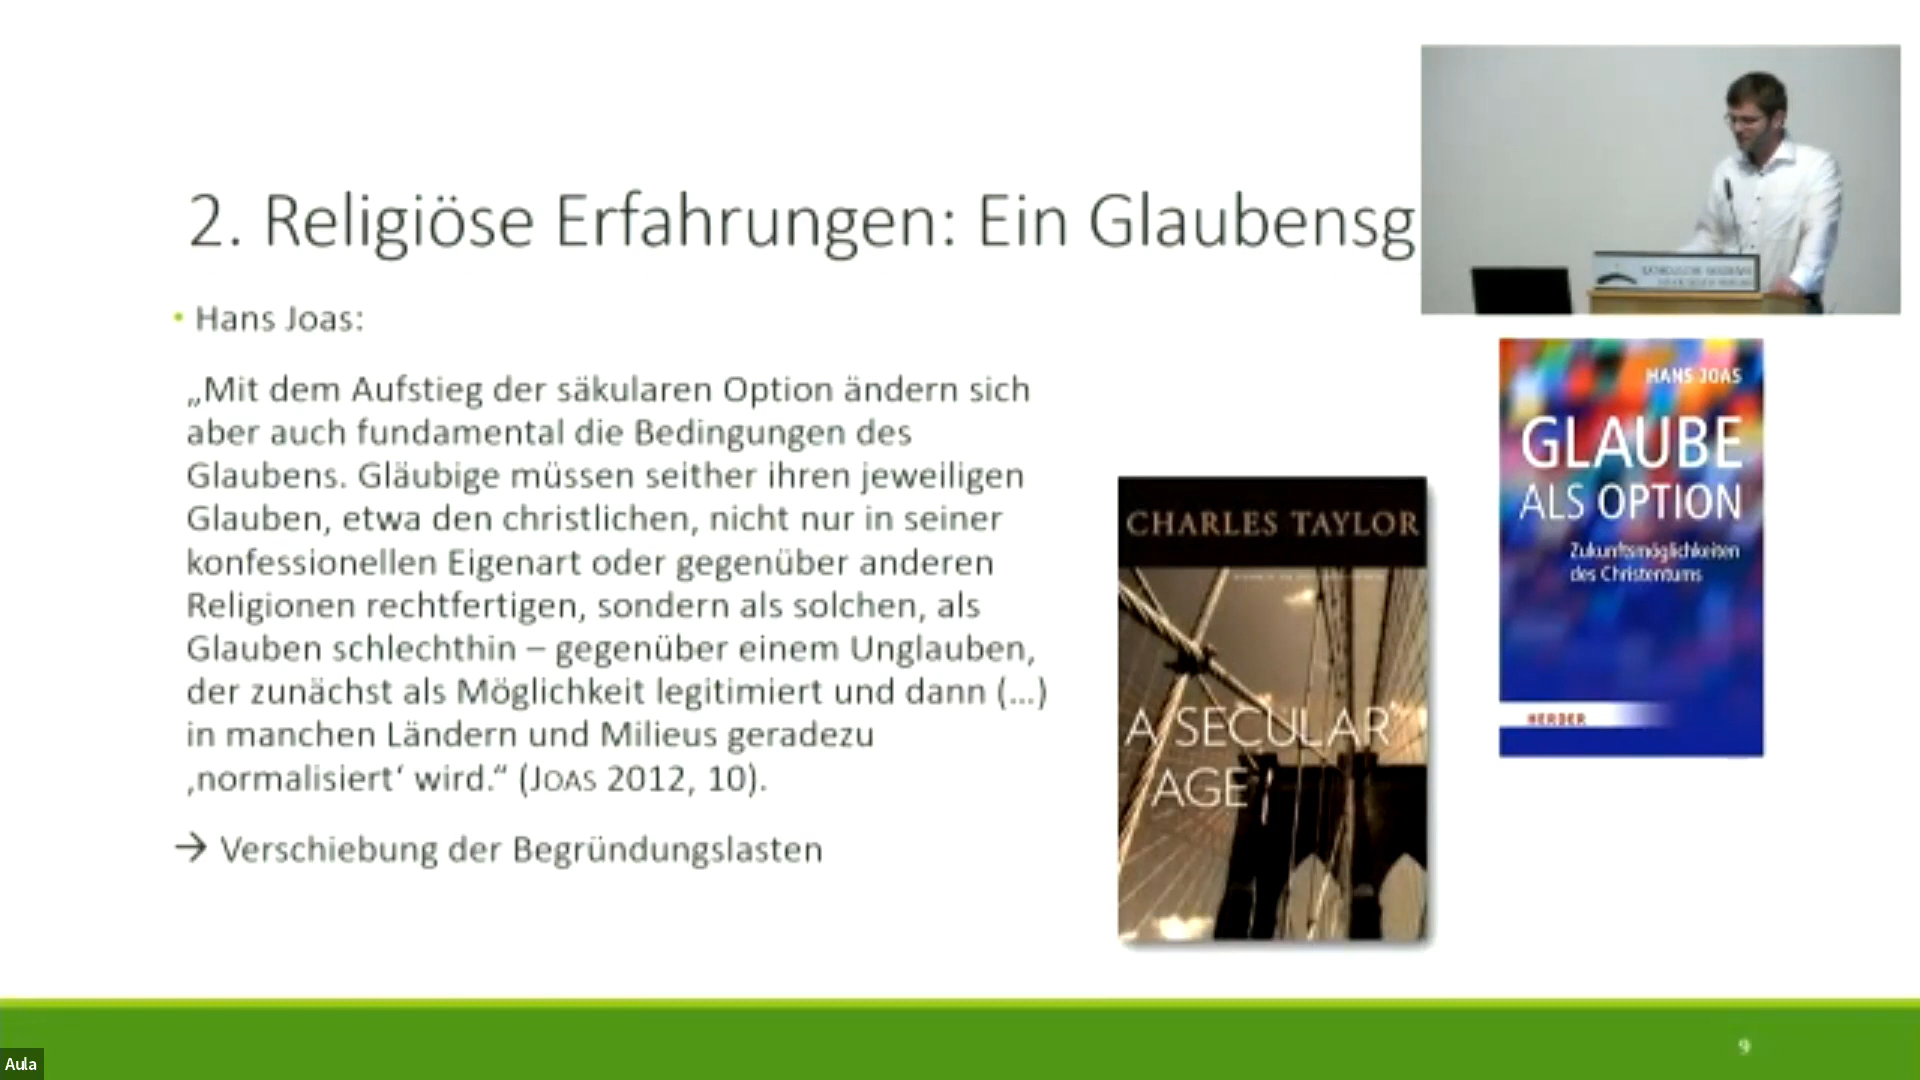 2. Religiöse Erfahrungen: Ein Glaubensg
• Hans Joas:
„Mit dem Aufstieg der säkularen Option ändern sich
aber auch fundamental die Bedingungen des
Glaubens. Gläubige müssen seither ihren jeweiligen
Glauben, etwa den christlichen, nicht nur in seiner
konfessionellen Eigenart oder gegenüber anderen
Religionen rechtfertigen, sondern als solchen, als
Glauben schlechthin – gegenüber einem Unglauben,
der zunächst als Möglichkeit legitimiert und dann (...)
in manchen Ländern und Milieus geradezu
‚normalisiert‘ wird.“ (JOAS 2012, 10).
→ Verschiebung der Begründungslasten
CHARLES TAYLOR
A SECULAR
AGE
HANS JOAS
GLAUBE
ALS OPTION
Zukunftsmöglichkeiten
des Christentums
HERDER
9
Aula